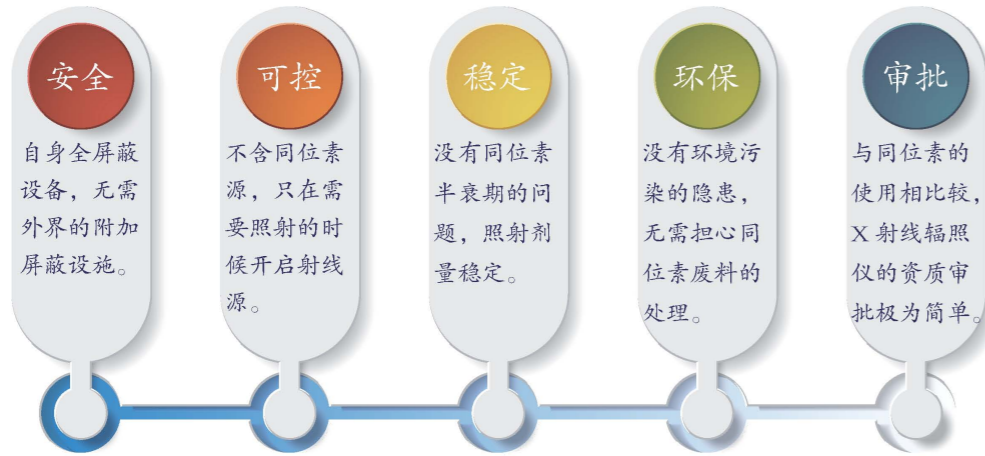 安全
自身全屏蔽
设备，无需
外界的附加
屏蔽设施。
可控
不含同位素
源，只在需
要照射的时
候开启射线
源。
稳定
没有同位素
半衰期的问
题，照射剂
量稳定。
环保
没有环境污
染的隐患，
无需担心同
位素废料的
处理。
审批
与同位素的
使用相比较，
X 射线辐照
仪的资质审
批极为简单。